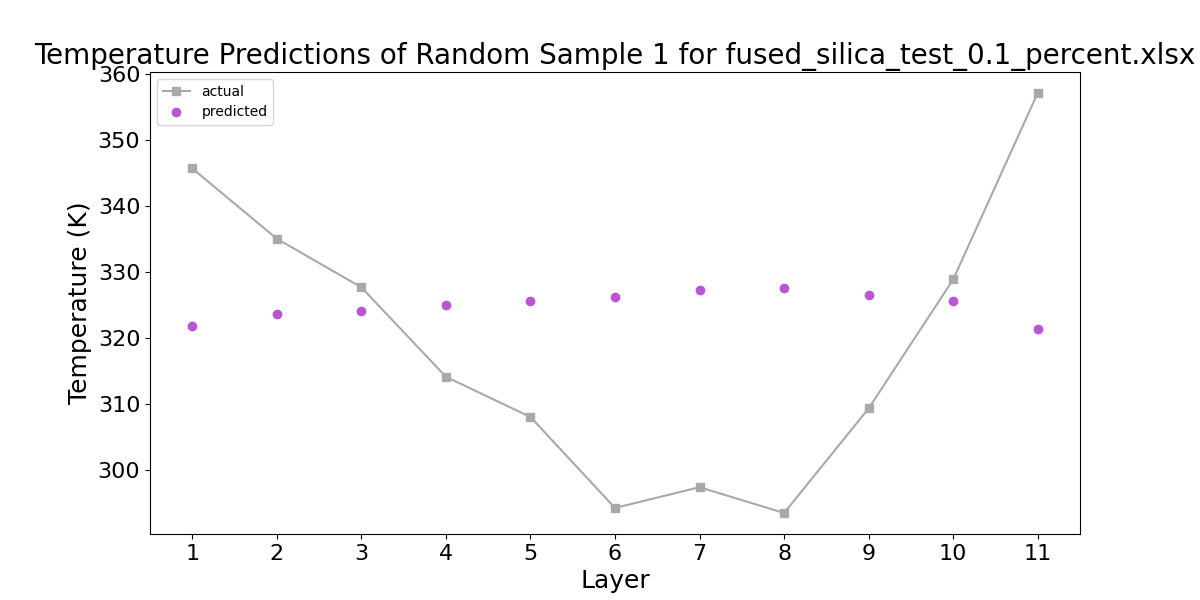 Temperature Predictions of Random Sample 1 for fused_silica_test_0.1_percent.xlsx
actual
predicted
Temperature (K)
360
350
340
330
320
310
300
1 2 3 4 5 6 7 8 9 10 11
Layer